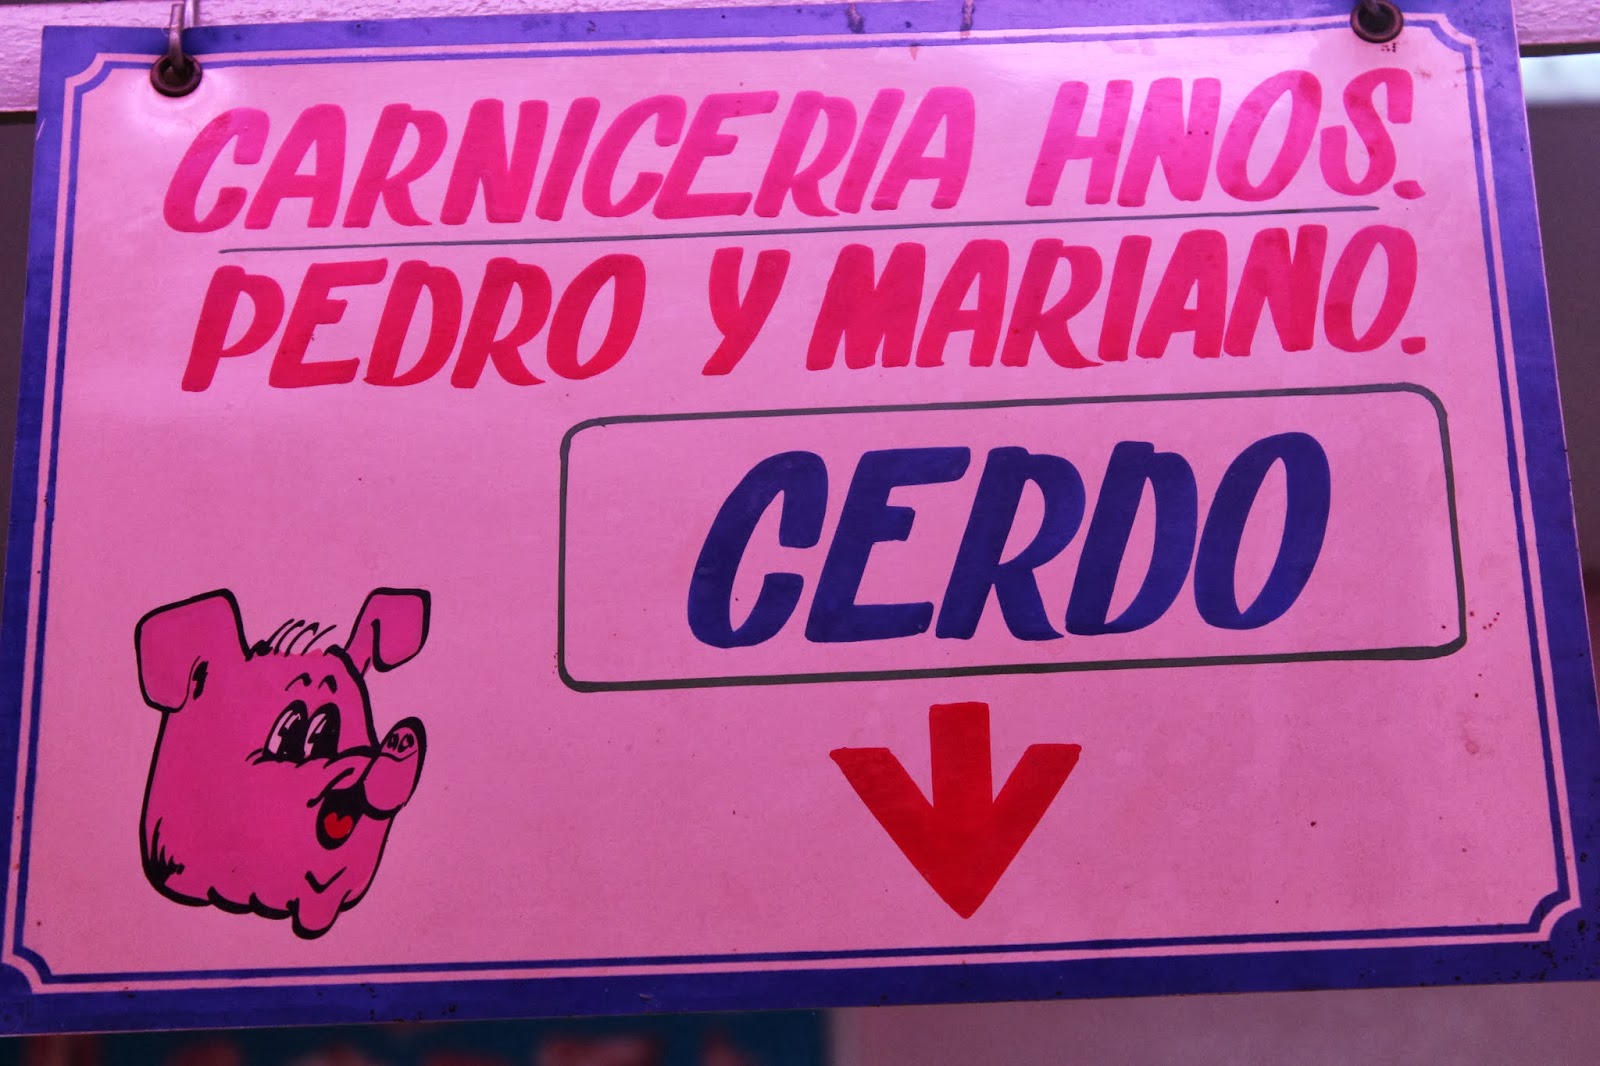 CARNICERIA HNOS.
PEDRO Y MARIANO.
CERDO